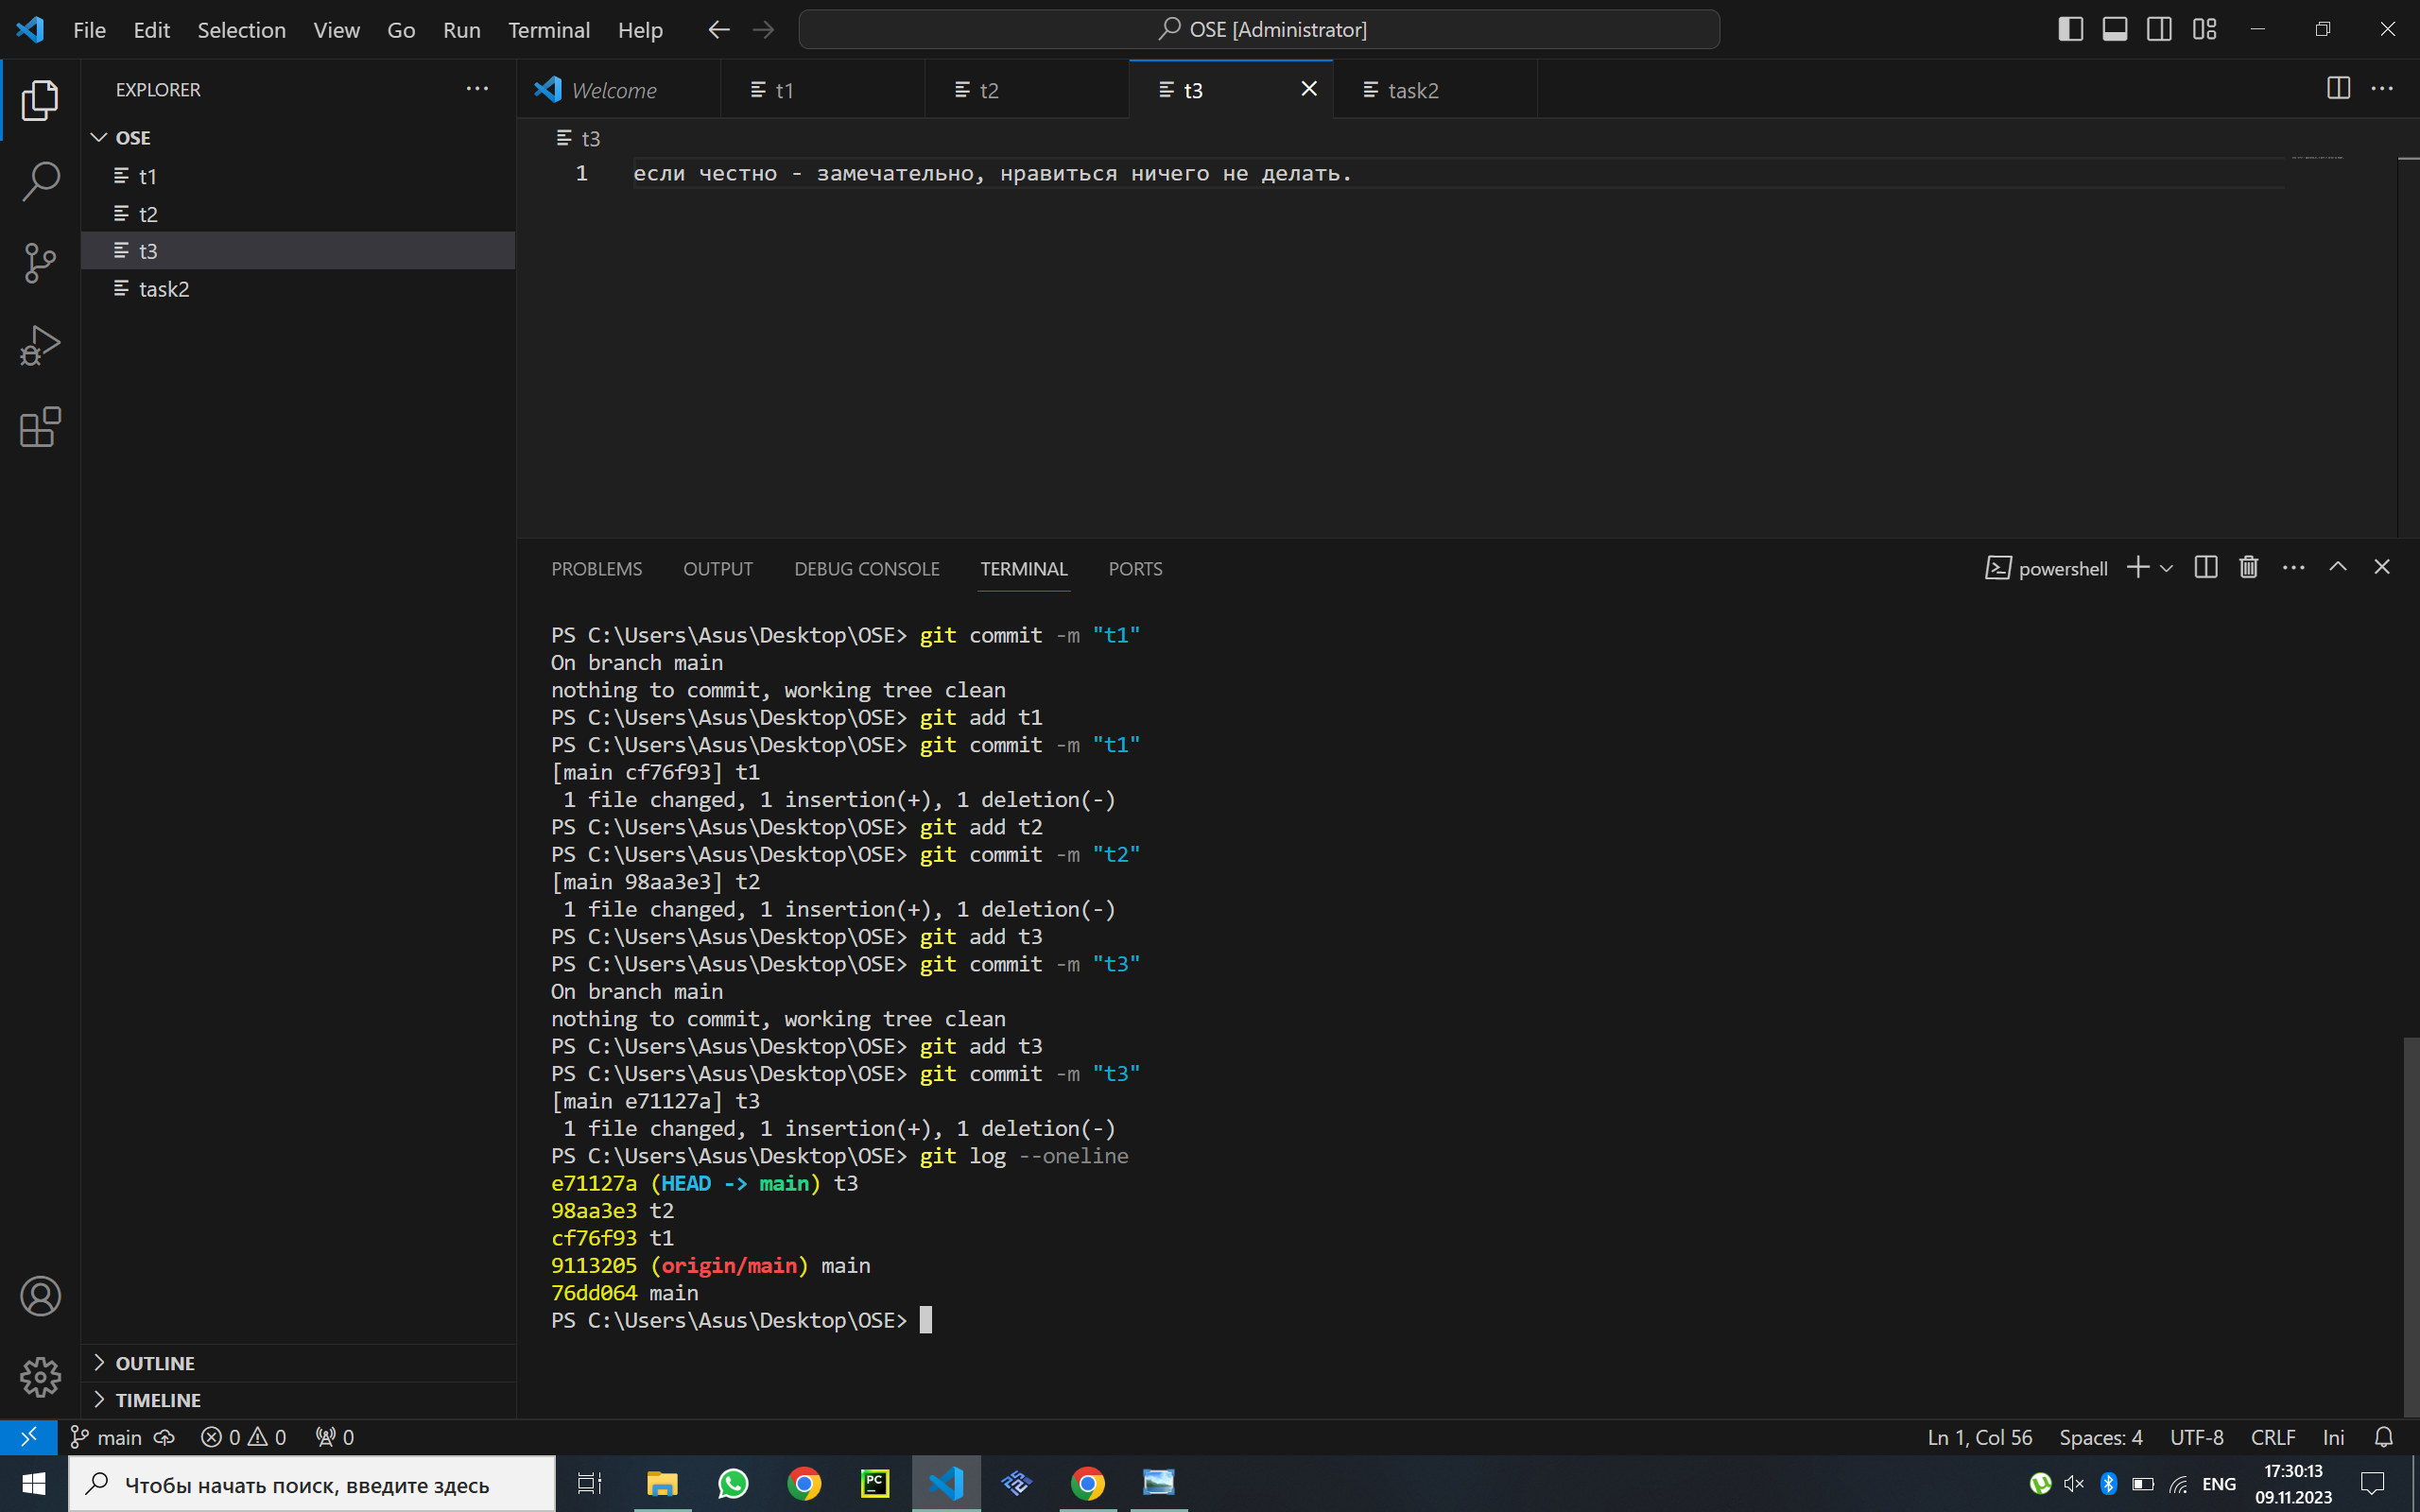 File Edit Selection View Go Run Terminal Help
OSE [Administrator]
EXPLORER
OSE
t1
t2
t3
task2
Welcome
t1
t2
t3
task2
t3
1 если честно - замечательно, нравиться ничего не делать.
PROBLEMS OUTPUT DEBUG CONSOLE TERMINAL PORTS
powershell
PS C:\Users\Asus\Desktop\OSE> git commit -m "t1"
On branch main
nothing to commit, working tree clean
PS C:\Users\Asus\Desktop\OSE> git add t1
PS C:\Users\Asus\Desktop\OSE> git commit -m "t1"
[main cf76f93] t1
1 file changed, 1 insertion(+), 1 deletion(-)
PS C:\Users\Asus\Desktop\OSE> git add t2
PS C:\Users\Asus\Desktop\OSE> git commit -m "t2"
[main 98aa3e3] t2
1 file changed, 1 insertion(+), 1 deletion(-)
PS C:\Users\Asus\Desktop\OSE> git add t3
PS C:\Users\Asus\Desktop\OSE> git commit -m "t3"
On branch main
nothing to commit, working tree clean
PS C:\Users\Asus\Desktop\OSE> git add t3
PS C:\Users\Asus\Desktop\OSE> git commit -m "t3"
[main e71127a] t3
1 file changed, 1 insertion(+), 1 deletion(-)
PS C:\Users\Asus\Desktop\OSE> git log --oneline
e71127a (HEAD -> main) t3
98aa3e3 t2
cf76f93 t1
9113205 (origin/main) main
76dd064 main
PS C:\Users\Asus\Desktop\OSE>
OUTLINE
TIMELINE
main 0 0 0
Ln 1, Col 56 Spaces: 4 UTF-8 CRLF Ini
Чтобы начать поиск, введите здесь
PC
ENG
17:30:13
09.11.2023